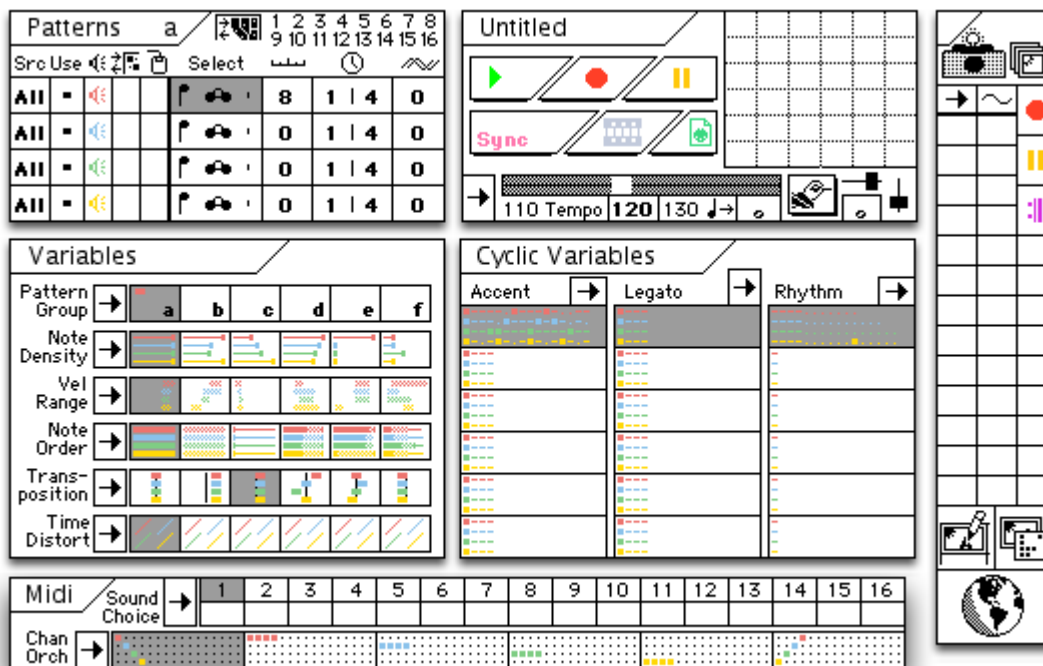 Patterns a 1 2 3 4 5 6 7 8
9 10 11 12 13 14 15 16
Src Use Select
All 8 1 | 4 0
All 0 1 | 4 0
All 0 1 | 4 0
All 0 1 | 4 0
Untitled
Sync
110 Tempo 120 130
Variables
Pattern
Group a b c d e f
Note
Density
Vel
Range
Note
Order
Trans-
position
Time
Distort
Cyclic Variables
Accent Legato Rhythm
Midi Sound
Choice 1 2 3 4 5 6 7 8 9 10 11 12 13 14 15 16
Chan
Orch